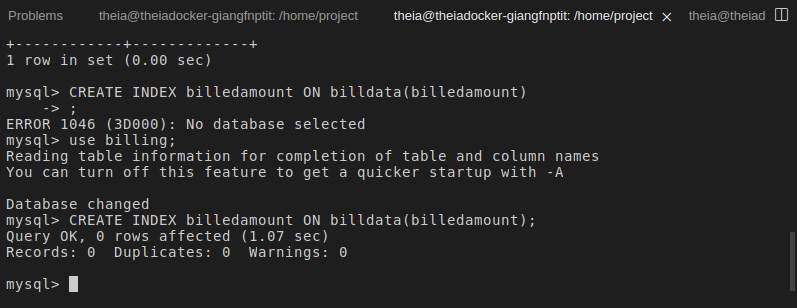 Problems theia@theiadocker-giangfnptit: /home/project theia@theiadocker-giangfnptit: /home/project × theia@theiad
+------------+-------------+
1 row in set (0.00 sec)
mysql> CREATE INDEX billedamount ON billdata(billedamount)
    -> ;
ERROR 1046 (3D000): No database selected
mysql> use billing;
Reading table information for completion of table and column names
You can turn off this feature to get a quicker startup with -A
Database changed
mysql> CREATE INDEX billedamount ON billdata(billedamount);
Query OK, 0 rows affected (1.07 sec)
Records: 0  Duplicates: 0  Warnings: 0
mysql>